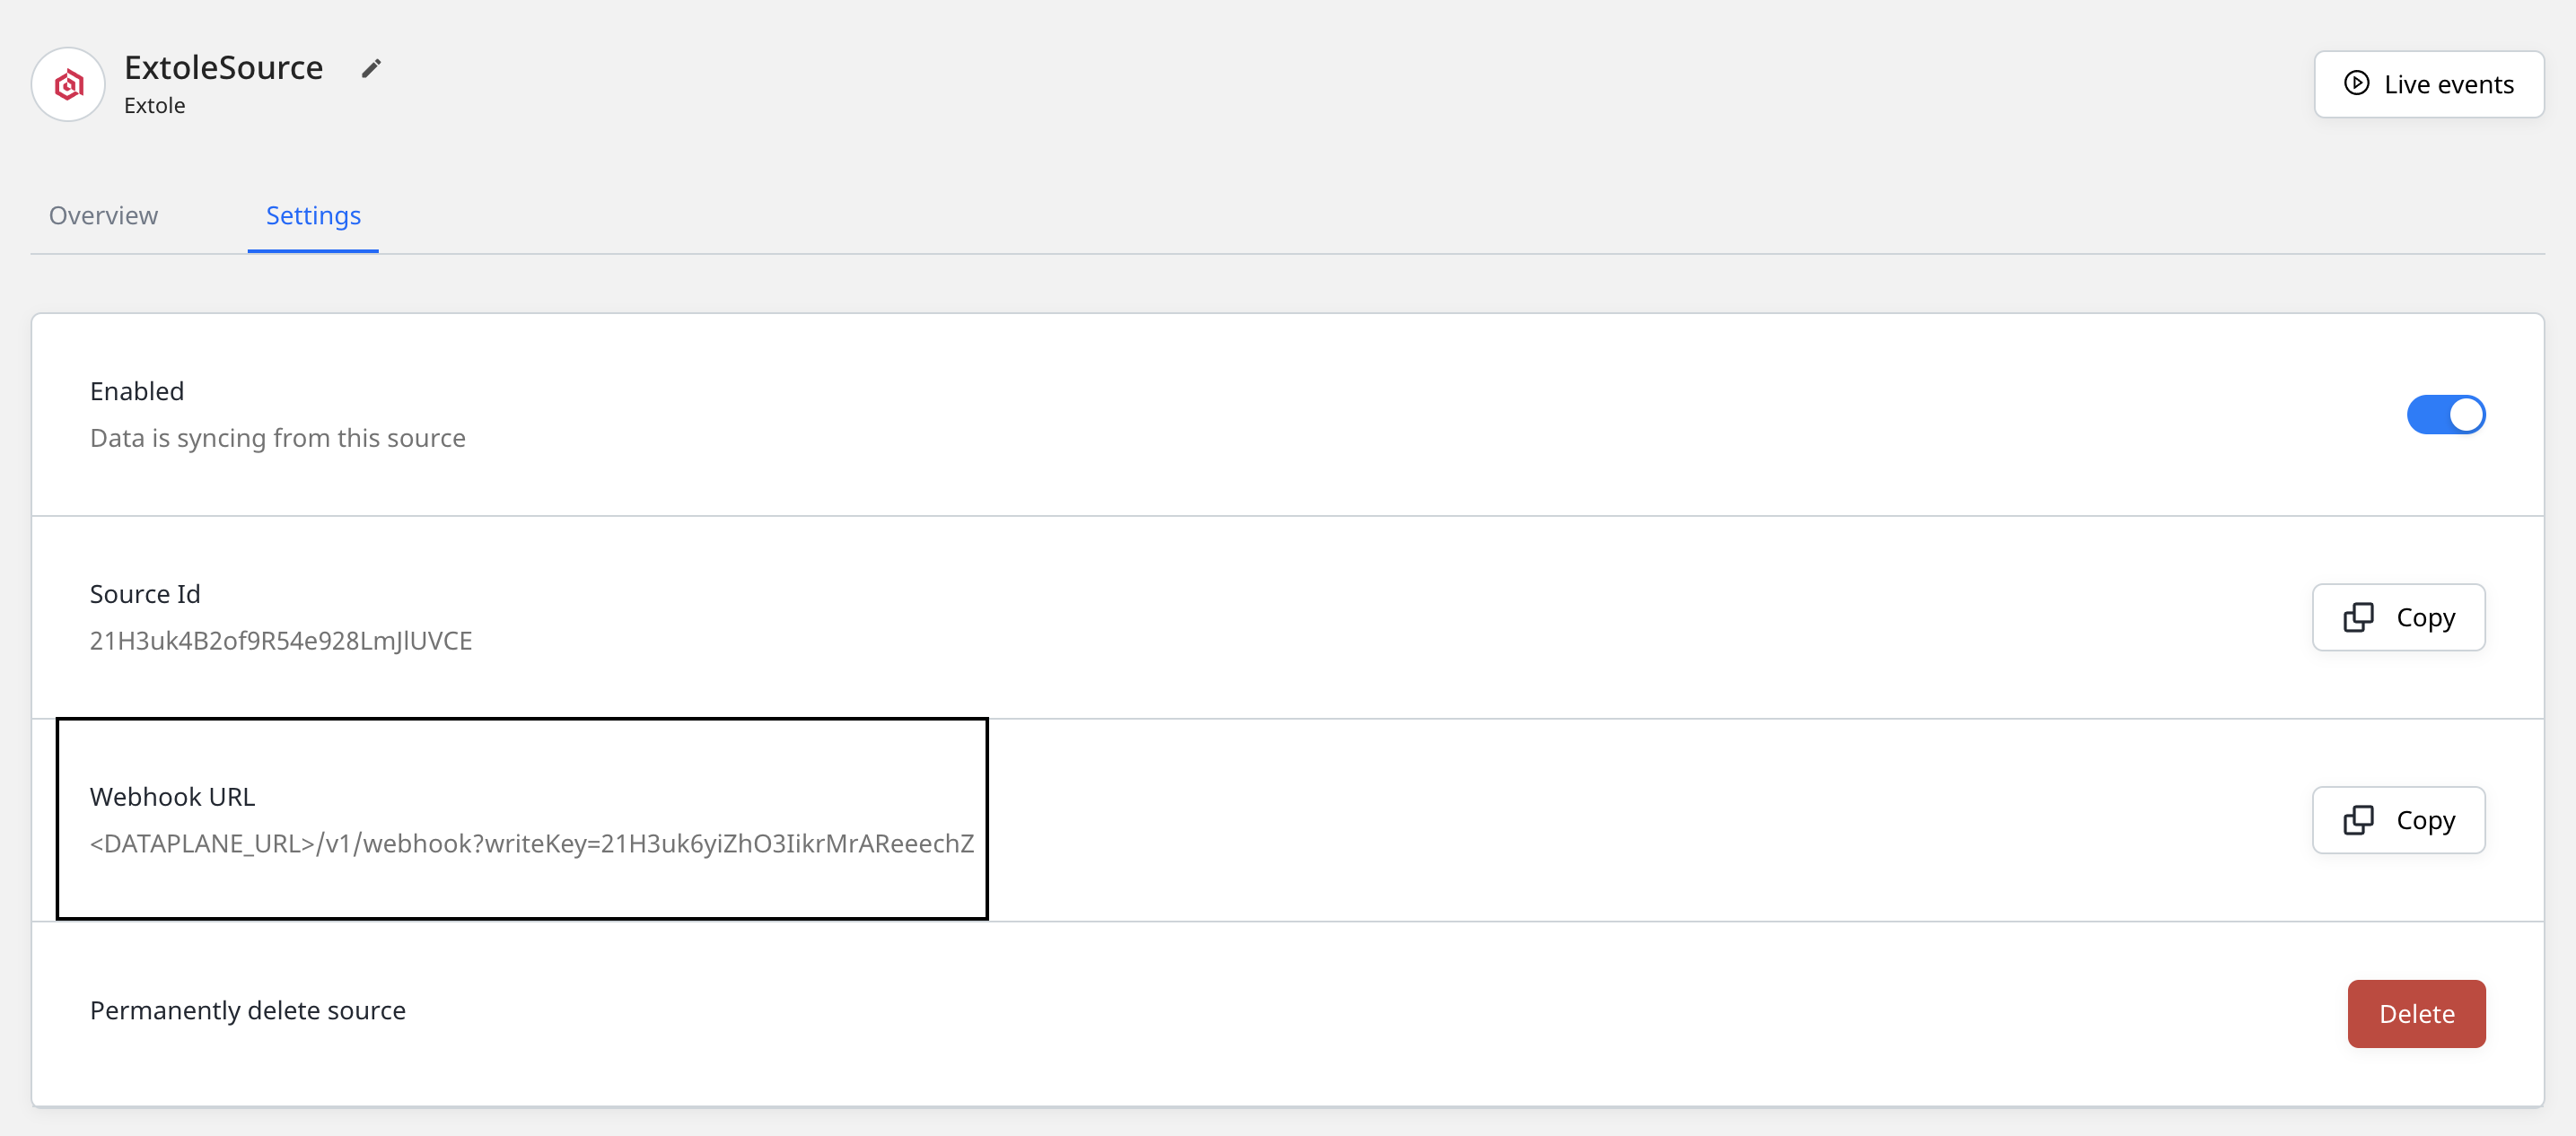 ExtoleSource
Extole
Live events
Overview
Settings
Enabled
Data is syncing from this source
Source Id
21H3uk4B2of9R54e928LmJlUVCE
Copy
Webhook URL
<DATAPLANE_URL>/v1/webhook?writeKey=21H3uk6yiZhO3IikrMrAReeechZ
Copy
Permanently delete source
Delete